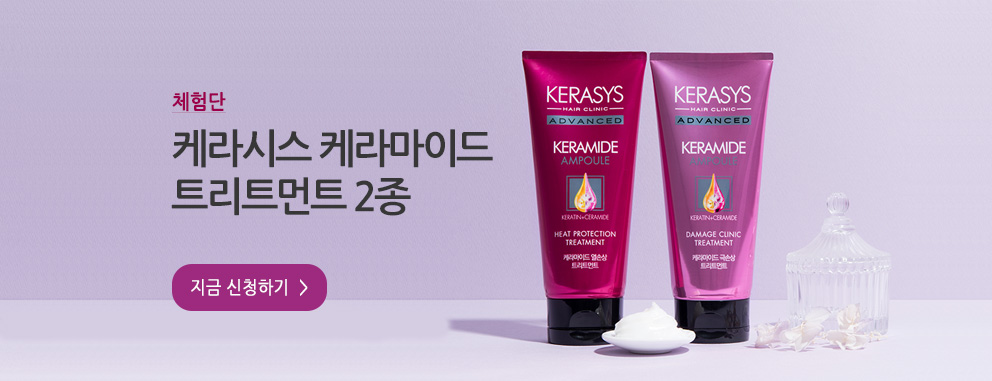 체험단
케라시스 케라마이드
트리트먼트 2종
지금 신청하기 >
KERASYS
HAIR CLINIC
ADVANCED
KERAMIDE
AMPOULE
KERATIN+CERAMIDE
HEAT PROTECTION
TREATMENT
케라마이드 열손상
트리트먼트
KERASYS
HAIR CLINIC
ADVANCED
KERAMIDE
AMPOULE
KERATIN+CERAMIDE
DAMAGE CLINIC
TREATMENT
케라마이드 극손상
트리트먼트